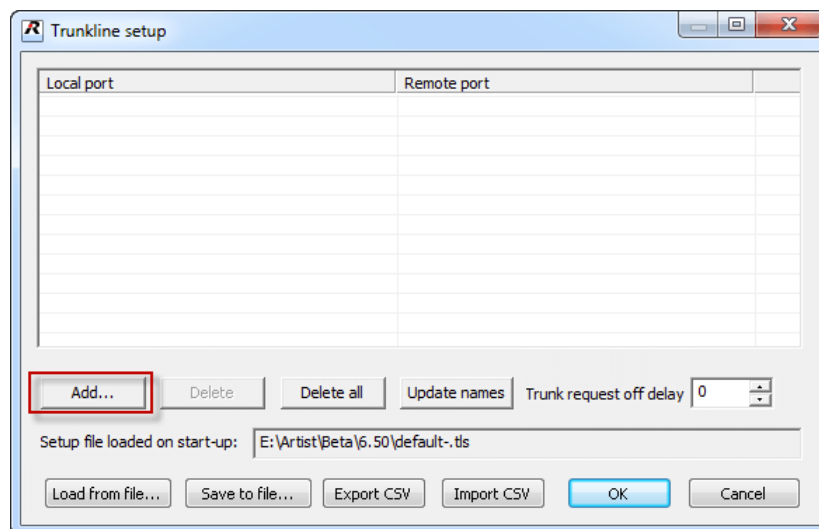 Trunkline setup
Local port Remote port
Add... Delete Delete all Update names Trunk request off delay 0
Setup file loaded on start-up: E:\Artist\Beta\6.50\default-.tls
Load from file... Save to file... Export CSV Import CSV OK Cancel